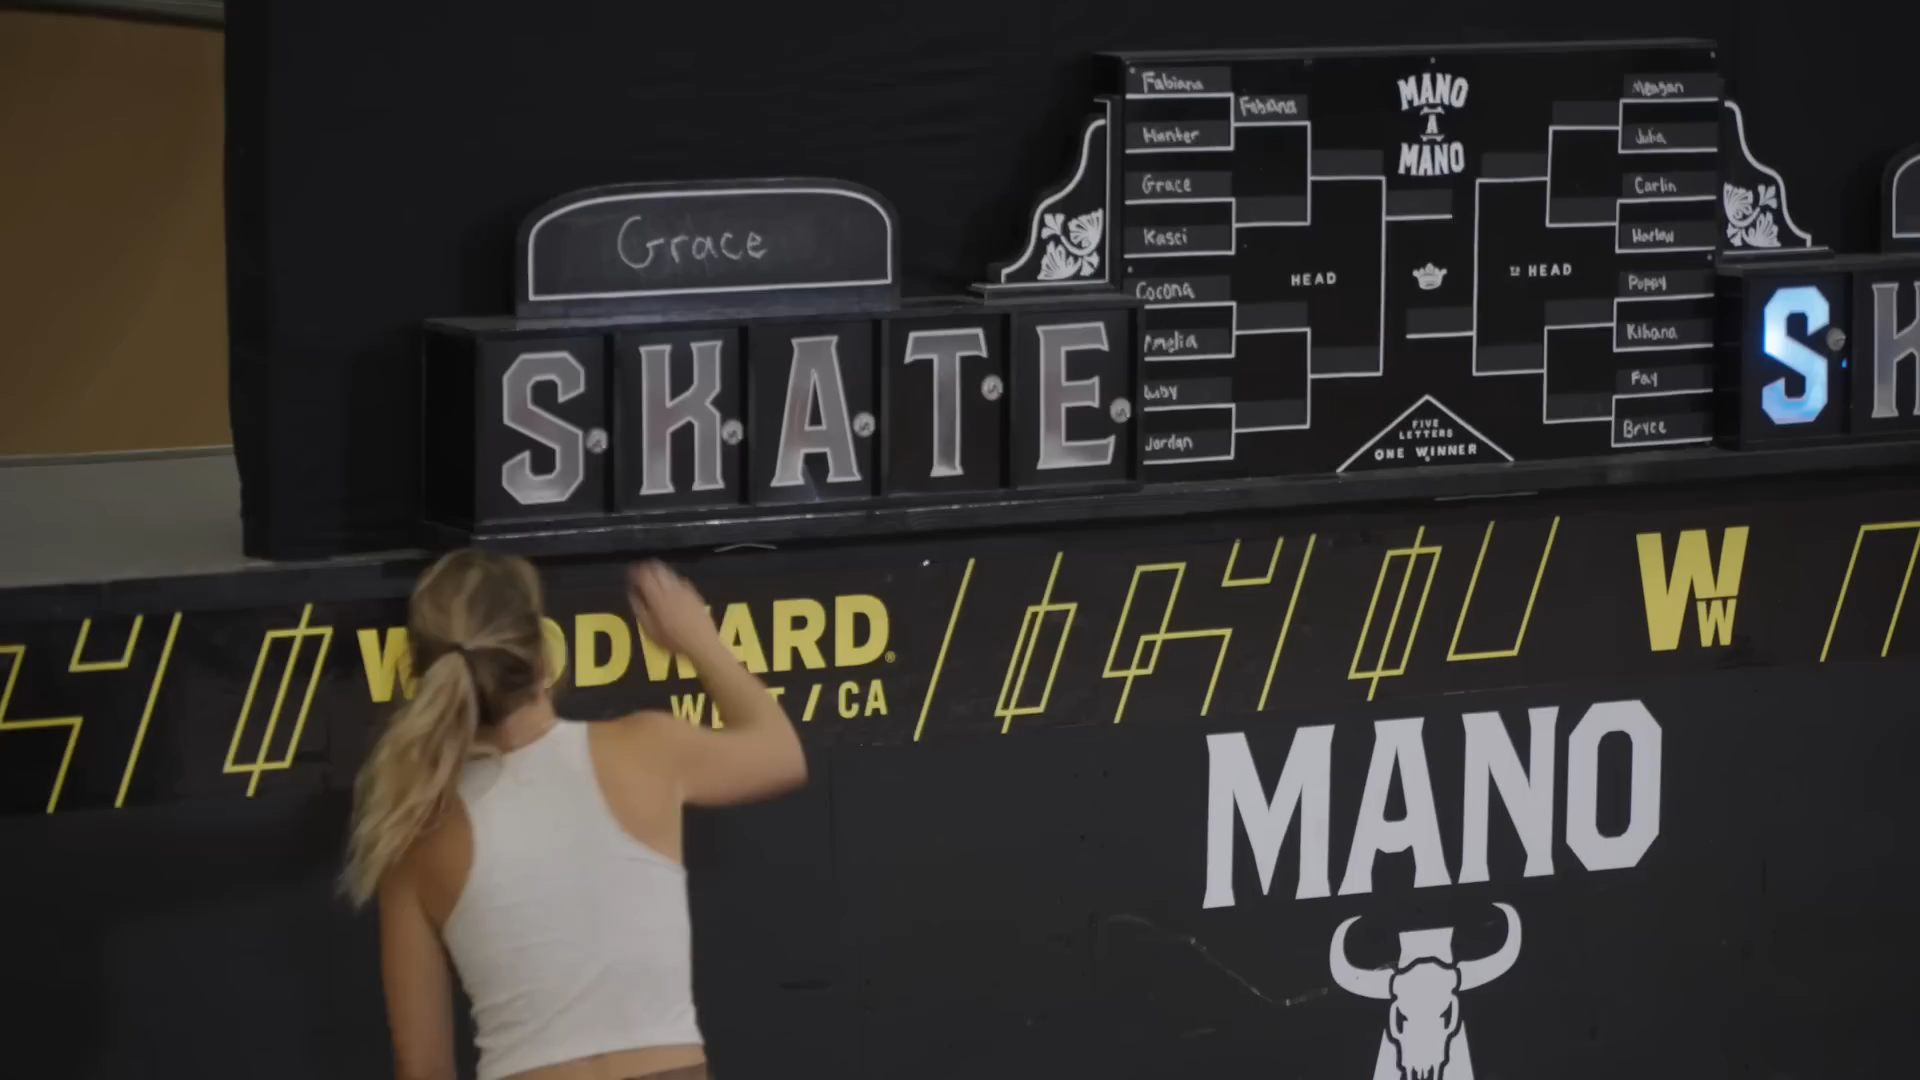 Fabiana
Hunter
Grace
Kasci
Cocona
Amelia
Jordan
Fabiana
MANO
A
MANO
HEAD
TO HEAD
FIVE
LETTERS
ONE WINNER
Meagan
Julia
Carlin
Harlow
Poppy
Kihana
Fay
Bryce
Grace
SKATE
S
WOODWARD®
WEST / CA
W
W
MANO